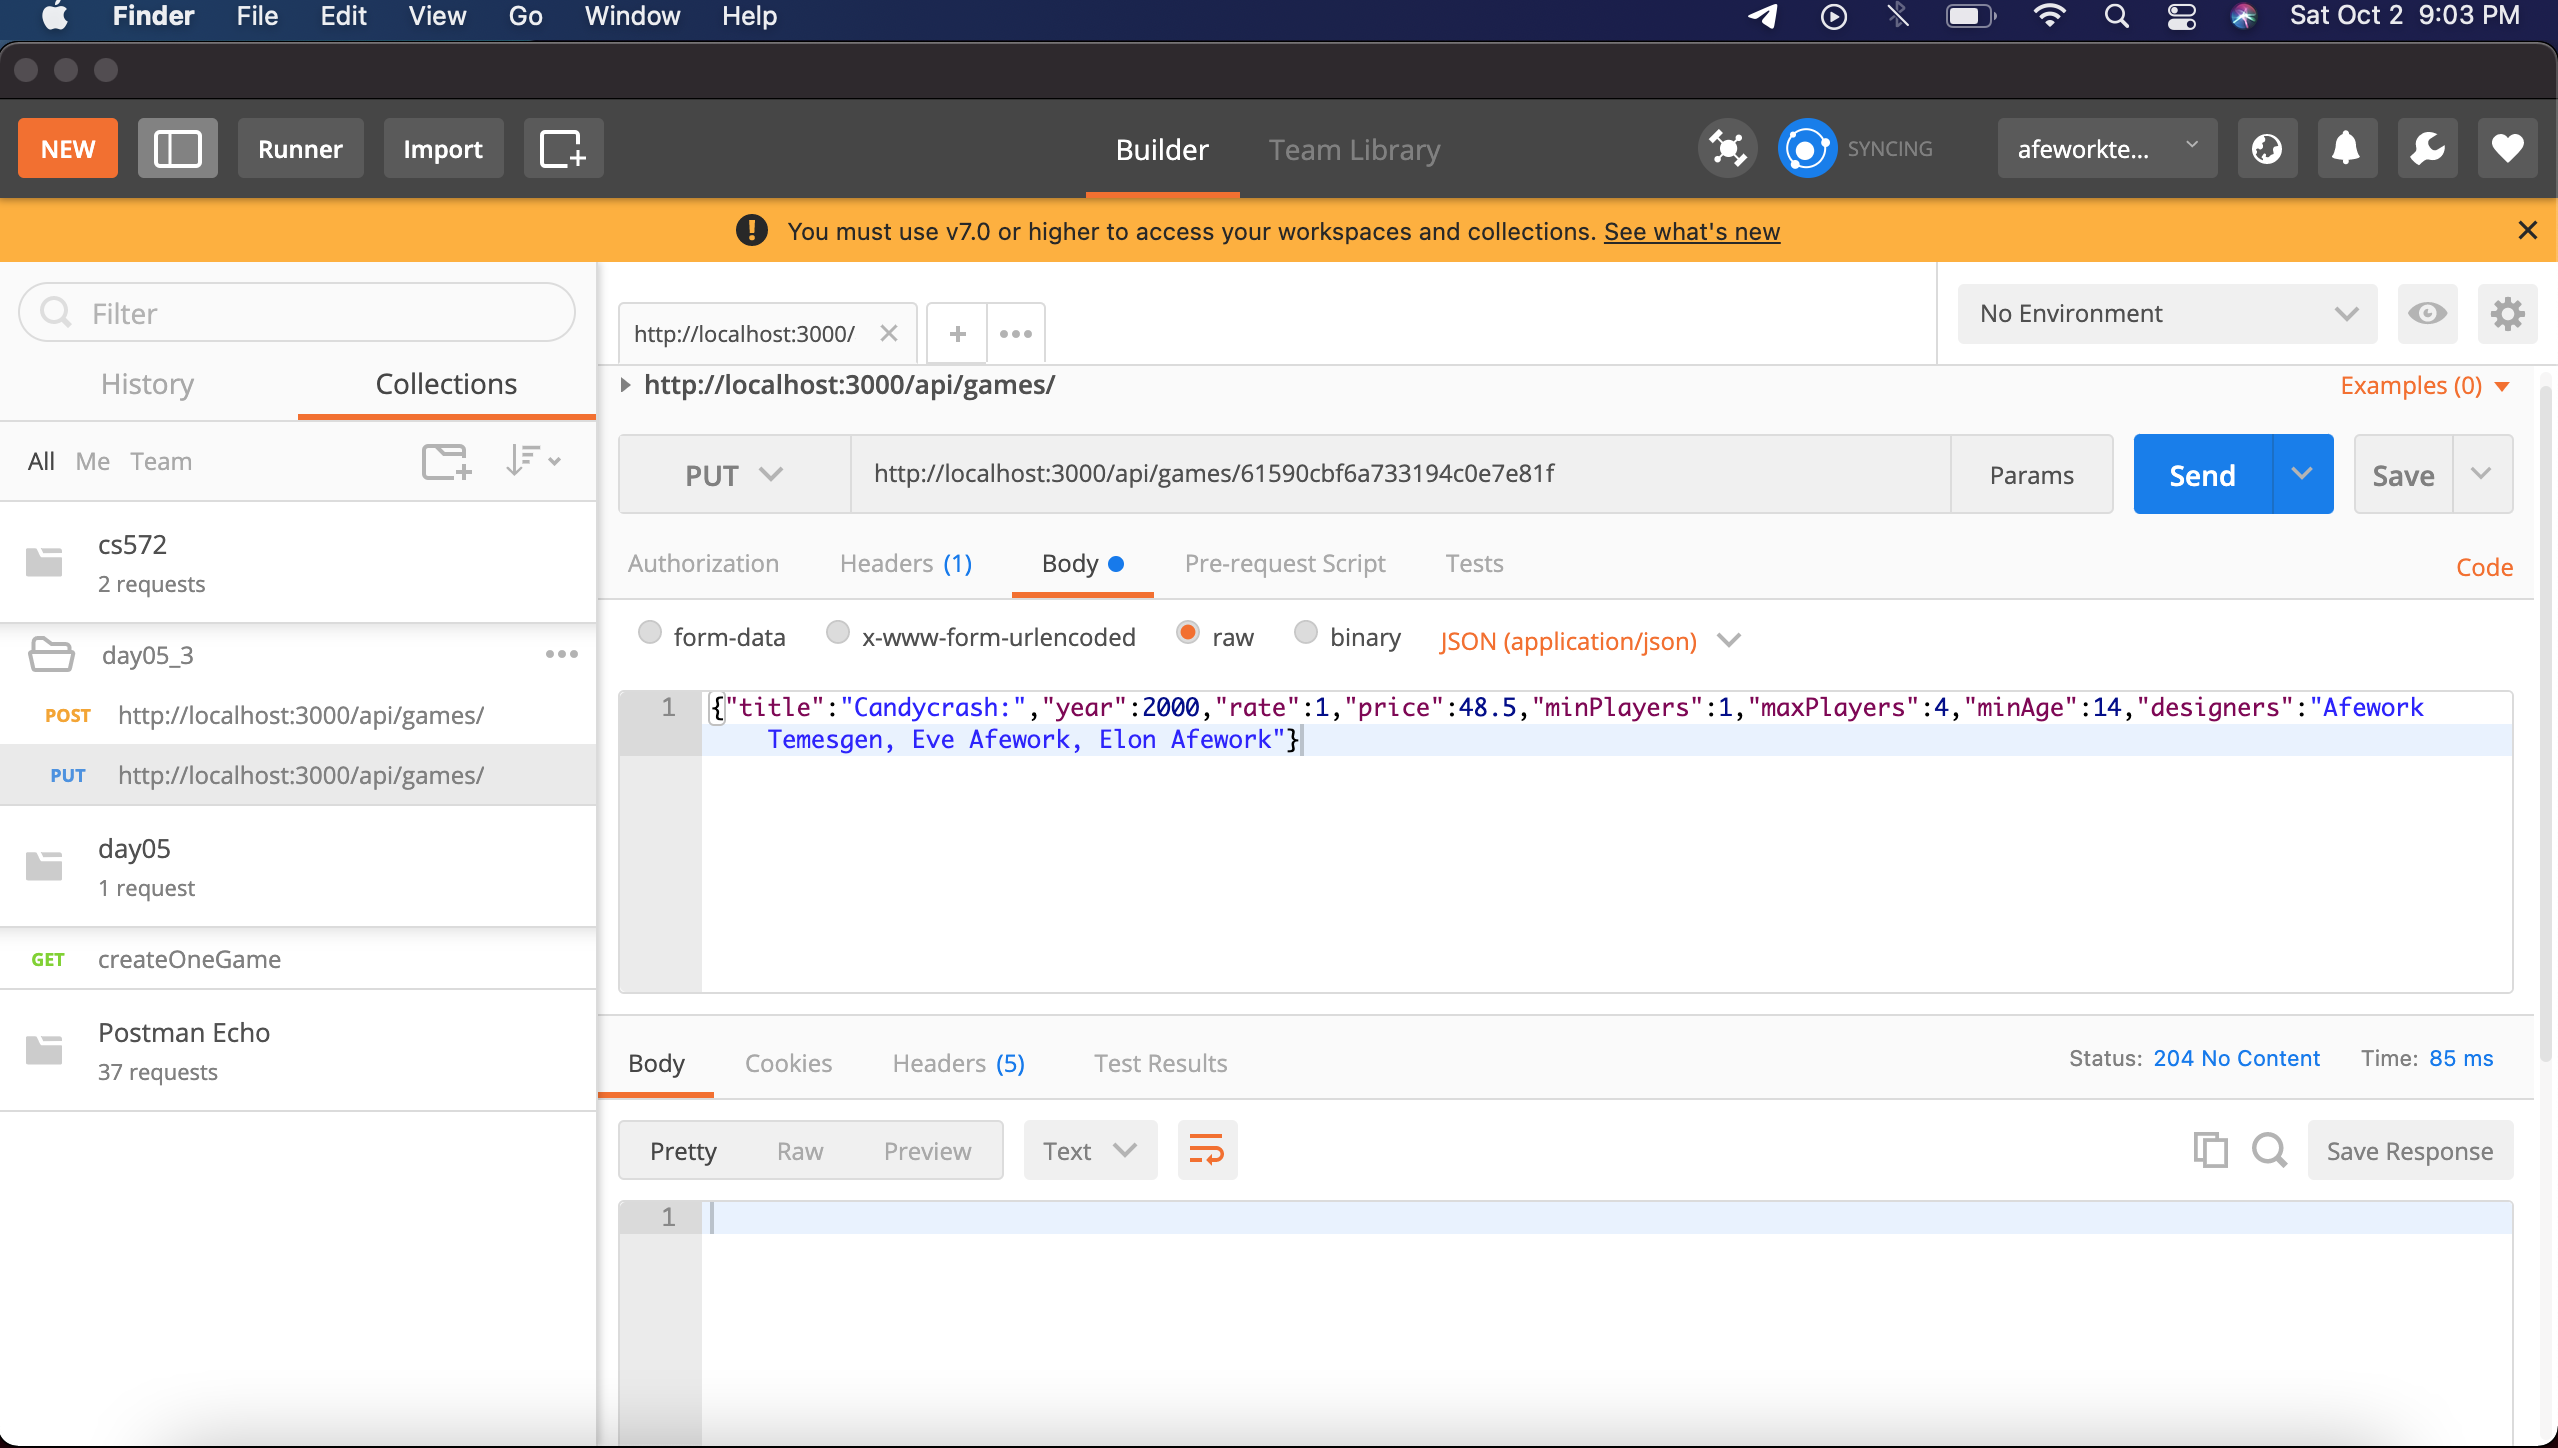 Finder File Edit View Go Window Help Sat Oct 2 9:03 PM
NEW Runner Import Builder Team Library SYNCING afeworkte...
You must use v7.0 or higher to access your workspaces and collections. See what's new
Filter
History Collections
All Me Team
cs572
2 requests
day05_3
POST http://localhost:3000/api/games/
PUT http://localhost:3000/api/games/
day05
1 request
GET createOneGame
Postman Echo
37 requests
http://localhost:3000/
No Environment
http://localhost:3000/api/games/
Examples (0)
PUT http://localhost:3000/api/games/61590cbf6a733194c0e7e81f Params Send Save
Authorization Headers (1) Body Pre-request Script Tests Code
form-data x-www-form-urlencoded raw binary JSON (application/json)
1 {"title":"Candycrash:","year":2000,"rate":1,"price":48.5,"minPlayers":1,"maxPlayers":4,"minAge":14,"designers":"Afework
Temesgen, Eve Afework, Elon Afework"}
Body Cookies Headers (5) Test Results Status: 204 No Content Time: 85 ms
Pretty Raw Preview Text Save Response
1